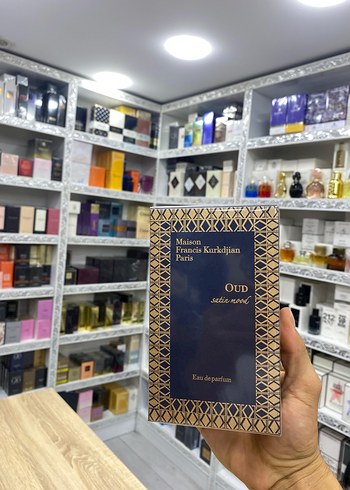 Maison
Francis Kurkdjian
Paris
OUD
satin mood
Eau de parfum